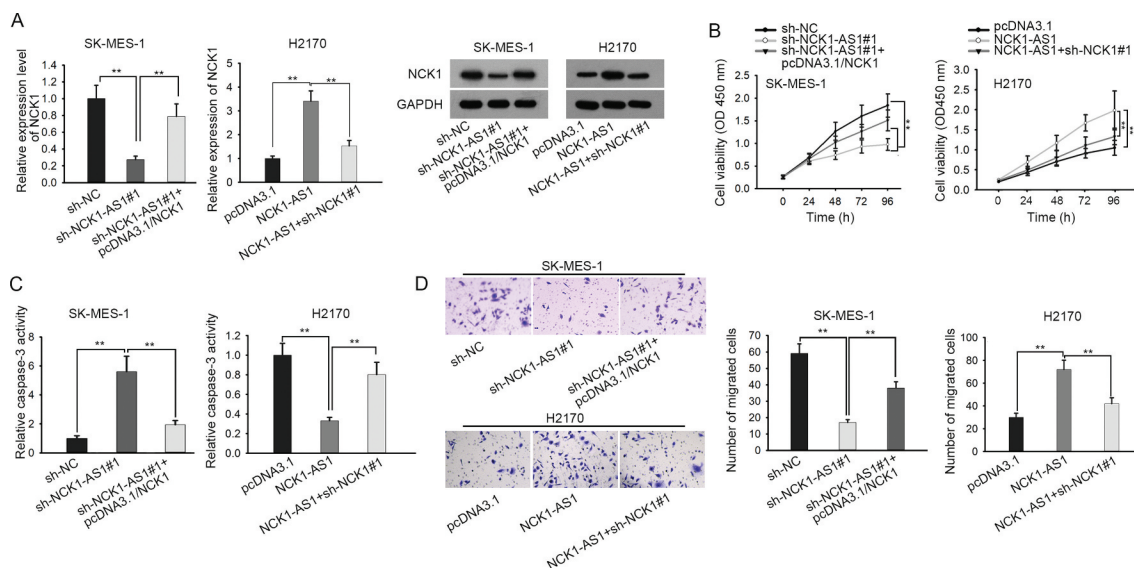 A
SK-MES-1
Relative expression level
of NCK1
1.4
1.2
1.0
0.8
0.6
0.4
0.2
0.0
**
**
sh-NC
sh-NCK1-AS1#1
sh-NCK1-AS1#1+
pcDNA3.1/NCK1
H2170
Relative expression of NCK1
5
4
3
2
1
0
**
**
pcDNA3.1
NCK1-AS1
NCK1-AS1+sh-NCK1#1
SK-MES-1
H2170
NCK1
GAPDH
sh-NC
sh-NCK1-AS1#1
sh-NCK1-AS1#1+
pcDNA3.1/NCK1
pcDNA3.1
NCK1-AS1
NCK1-AS1+sh-NCK1#1
B
sh-NC
sh-NCK1-AS1#1
sh-NCK1-AS1#1+
pcDNA3.1/NCK1
SK-MES-1
Cell viability (OD 450 nm)
2.5
2.0
1.5
1.0
0.5
0.0
**
0 24 48 72 96
Time (h)
pcDNA3.1
NCK1-AS1
NCK1-AS1+sh-NCK1#1
H2170
Cell viability (OD450 nm)
3.0
2.5
2.0
1.5
1.0
0.5
0.0
**
**
0 24 48 72 96
Time (h)
C
SK-MES-1
Relative caspase-3 activity
8
6
4
2
0
**
**
sh-NC
sh-NCK1-AS1#1
sh-NCK1-AS1#1+
pcDNA3.1/NCK1
H2170
Relative caspase-3 activity
1.2
1.0
0.8
0.6
0.4
0.2
0.0
**
**
pcDNA3.1
NCK1-AS1
NCK1-AS1+sh-NCK1#1
D
SK-MES-1
sh-NC
sh-NCK1-AS1#1
sh-NCK1-AS1#1+
pcDNA3.1/NCK1
H2170
pcDNA3.1
NCK1-AS1
NCK1-AS1+sh-NCK1#1
SK-MES-1
Number of migrated cells
70
60
50
40
30
20
10
0
**
**
sh-NC
sh-NCK1-AS1#1
sh-NCK1-AS1#1+
pcDNA3.1/NCK1
H2170
Number of migrated cells
100
80
60
40
20
0
**
**
pcDNA3.1
NCK1-AS1
NCK1-AS1+sh-NCK1#1